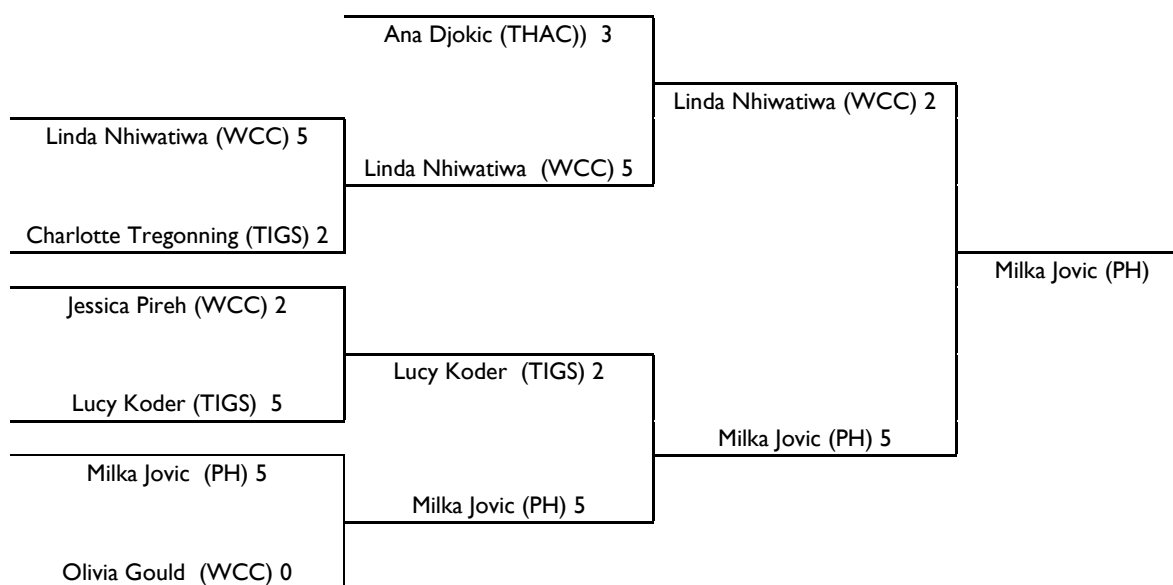 Ana Djokic (THAC)) 3
Linda Nhiwatiwa (WCC) 2
Linda Nhiwatiwa (WCC) 5
Linda Nhiwatiwa (WCC) 5
Charlotte Tregonning (TIGS) 2
Milka Jovic (PH)
Jessica Pireh (WCC) 2
Lucy Koder (TIGS) 2
Lucy Koder (TIGS) 5
Milka Jovic (PH) 5
Milka Jovic (PH) 5
Milka Jovic (PH) 5
Olivia Gould (WCC) 0